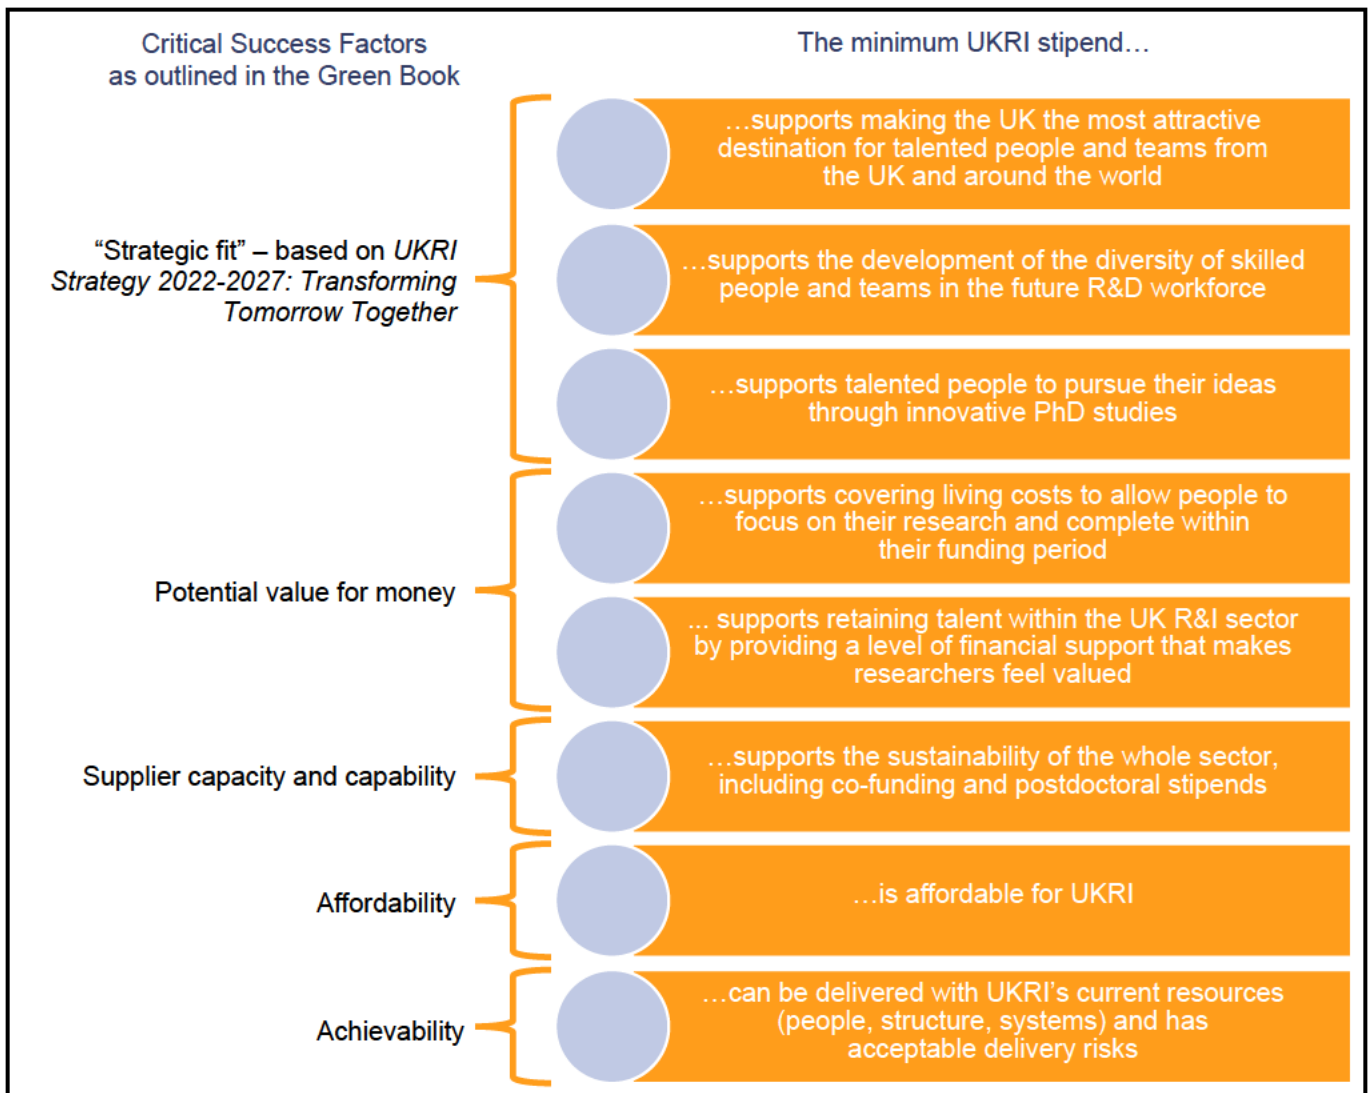 Critical Success Factors
as outlined in the Green Book
The minimum UKRI stipend…
“Strategic fit” – based on UKRI
Strategy 2022-2027: Transforming
Tomorrow Together
…supports making the UK the most attractive
destination for talented people and teams from
the UK and around the world
…supports the development of the diversity of skilled
people and teams in the future R&D workforce
…supports talented people to pursue their ideas
through innovative PhD studies
Potential value for money
…supports covering living costs to allow people to
focus on their research and complete within
their funding period
... supports retaining talent within the UK R&I sector
by providing a level of financial support that makes
researchers feel valued
Supplier capacity and capability
…supports the sustainability of the whole sector,
including co-funding and postdoctoral stipends
Affordability
…is affordable for UKRI
Achievability
…can be delivered with UKRI’s current resources
(people, structure, systems) and has
acceptable delivery risks